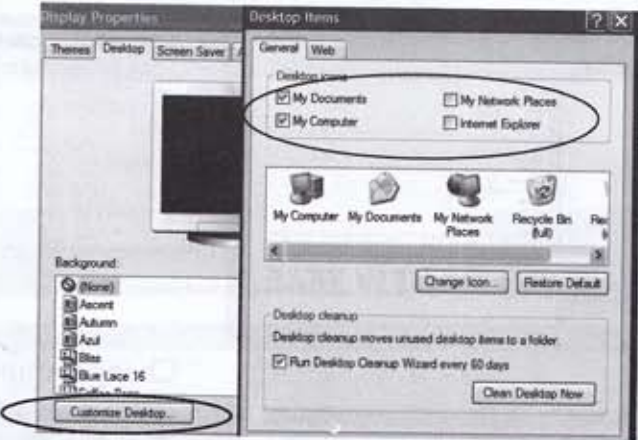 Display Properties
Themes Desktop Screen Saver
Background:
(None)
Ascent
Autumn
Azul
Bliss
Blue Lace 16
Customize Desktop...
Desktop Items
? X
General Web
Desktop icons
My Documents My Network Places
My Computer Internet Explorer
My Computer My Documents My Network Places Recycle Bin (full)
Change Icon... Restore Default
Desktop cleanup
Desktop cleanup moves unused desktop items to a folder.
Run Desktop Cleanup Wizard every 60 days
Clean Desktop Now